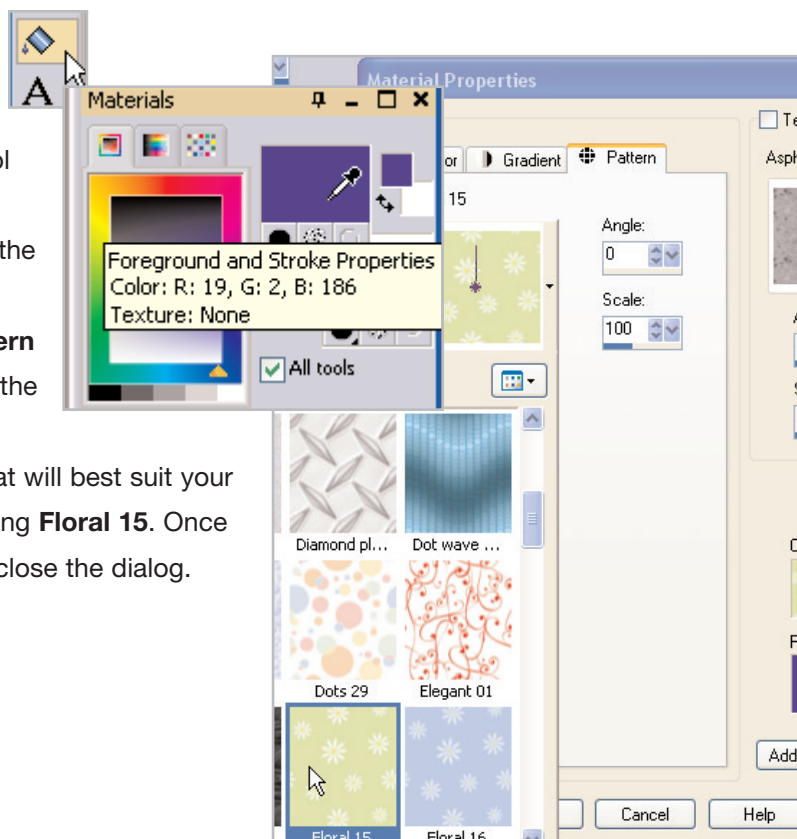 A
Materials
Material Properties
ol
the
ern
the
at will best suit your
ing Floral 15. Once
close the dialog.
Foreground and Stroke Properties
Color: R: 19, G: 2, B: 186
Texture: None
All tools
or
Gradient
Pattern
15
Angle:
0
Scale:
100
Diamond pl...
Dot wave ...
Dots 29
Elegant 01
Floral 15
Floral 16
Te
Asph
A
S
C
P
Add
Cancel
Help